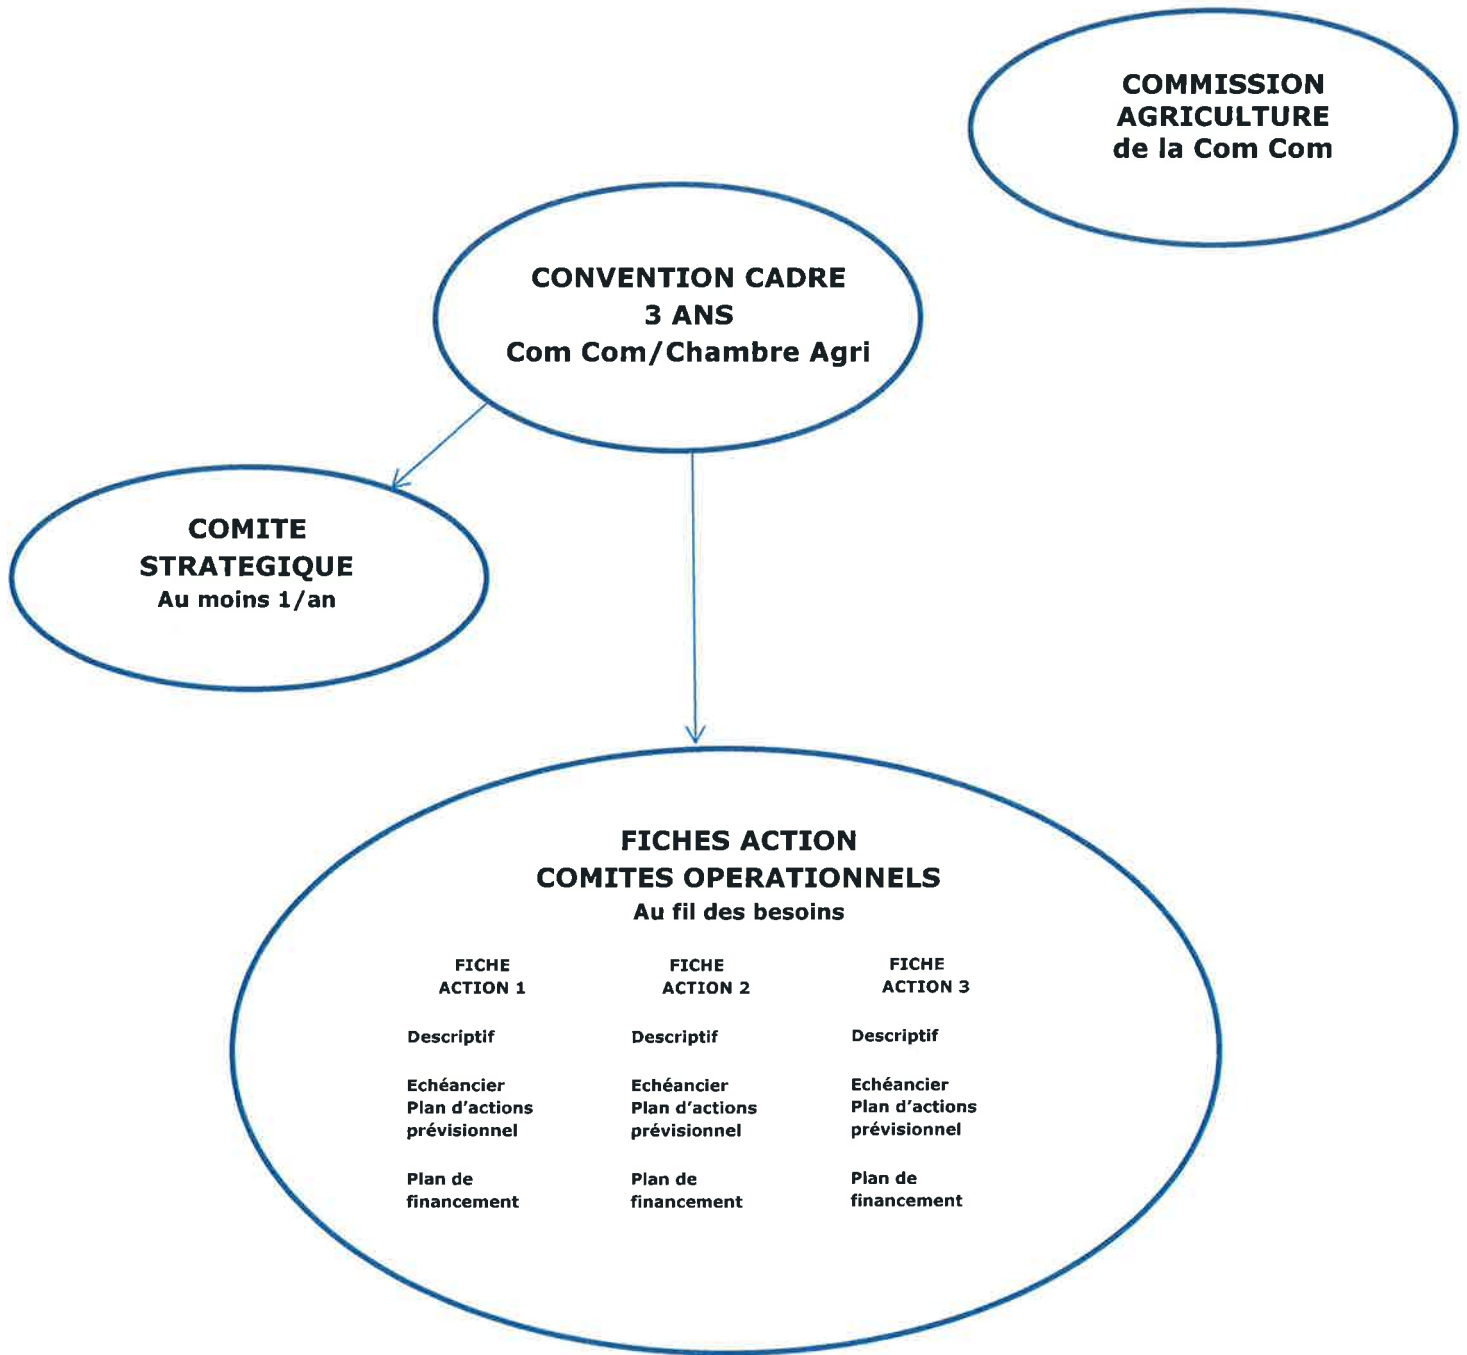 COMMISSION
AGRICULTURE
de la Com Com
CONVENTION CADRE
3 ANS
Com Com/Chambre Agri
COMITE
STRATEGIQUE
Au moins 1/an
FICHES ACTION
COMITES OPERATIONNELS
Au fil des besoins
FICHE
ACTION 1
Descriptif
Echéancier
Plan d'actions
prévisionnel
Plan de
financement
FICHE
ACTION 2
Descriptif
Echéancier
Plan d'actions
prévisionnel
Plan de
financement
FICHE
ACTION 3
Descriptif
Echéancier
Plan d'actions
prévisionnel
Plan de
financement